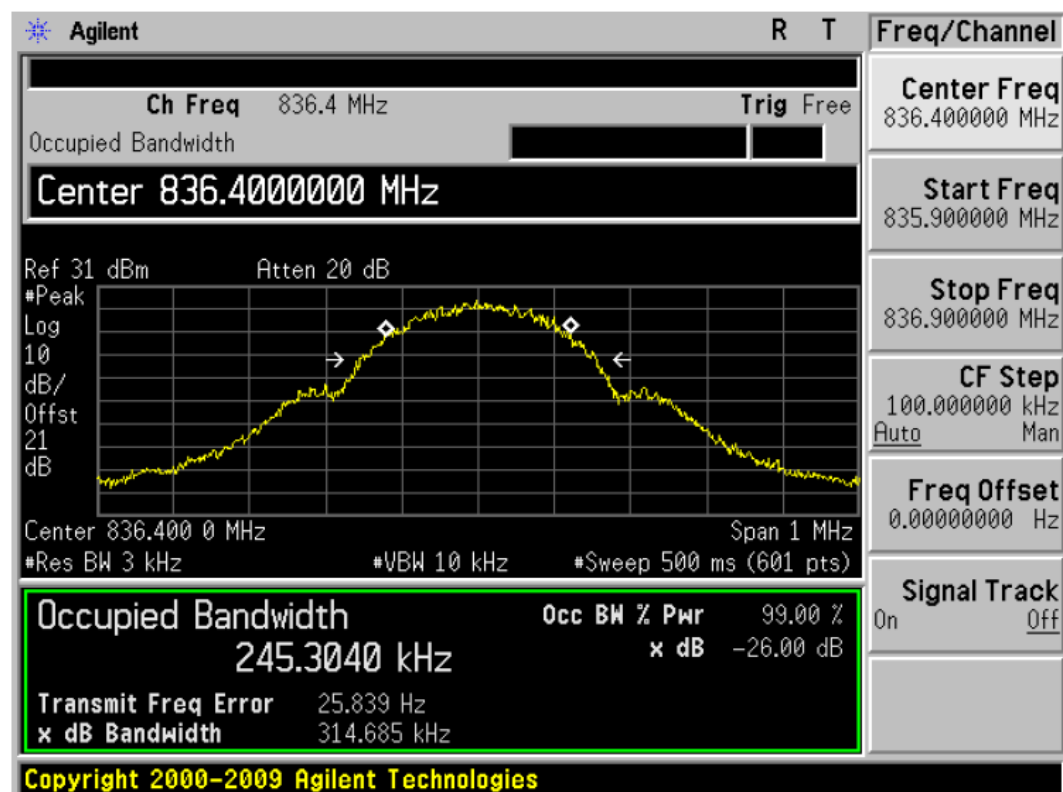 Agilent R T
Freq/Channel
Ch Freq 836.4 MHz Trig Free
Occupied Bandwidth
Center 836.4000000 MHz
Ref 31 dBm Atten 20 dB
#Peak
Log
10
dB/
Offst
21
dB
Center 836.400 0 MHz Span 1 MHz
#Res BW 3 kHz #VBW 10 kHz #Sweep 500 ms (601 pts)
Occupied Bandwidth Occ BW % Pwr 99.00 %
245.3040 kHz x dB -26.00 dB
Transmit Freq Error 25.839 Hz
x dB Bandwidth 314.685 kHz
Center Freq
836.400000 MHz
Start Freq
835.900000 MHz
Stop Freq
836.900000 MHz
CF Step
100.000000 kHz
Auto Man
Freq Offset
0.00000000 Hz
Signal Track
On Off
Copyright 2000-2009 Agilent Technologies